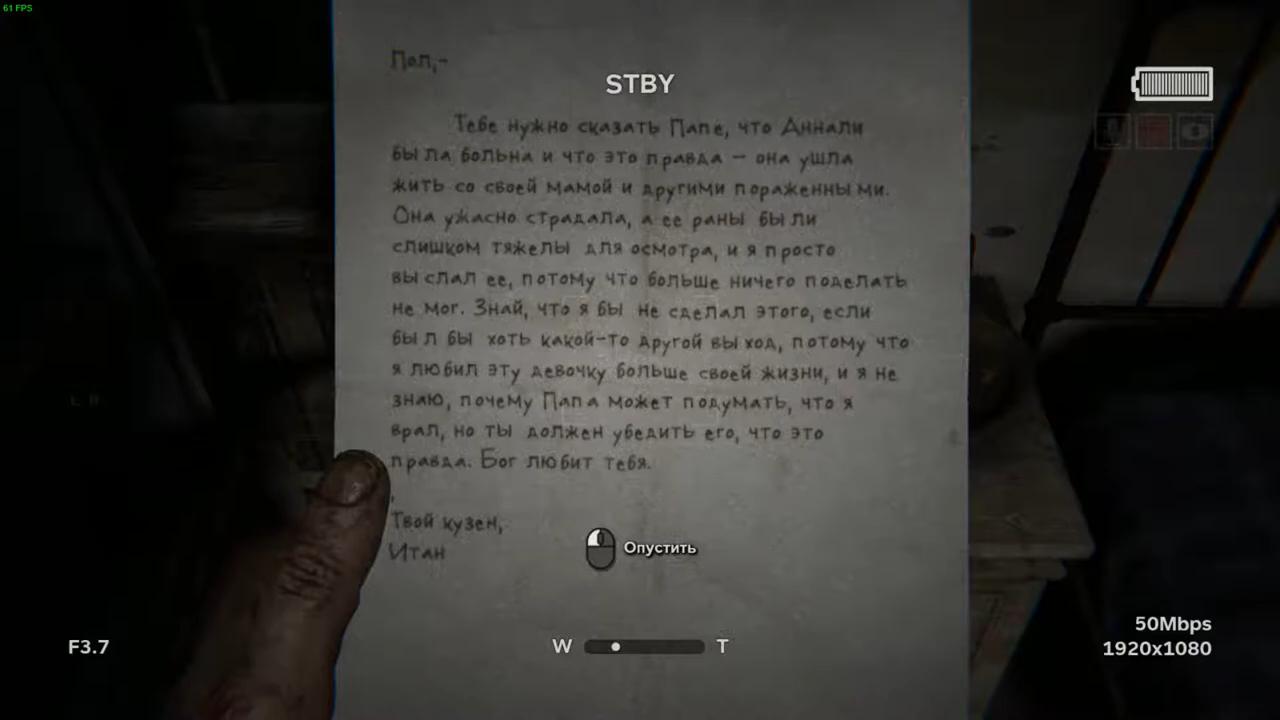 61 FPS
Пол,-
STBY
Тебе нужно сказать Папе, что Аннали
была больна и что это правда – она ушла
жить со своей мамой и другими пораженными.
Она ужасно страдала, а ее раны были
слишком тяжелы для осмотра, и я просто
выслал ее, потому что больше ничего поделать
не мог. Знай, что я бы не сделал этого, если
был бы хоть какой-то другой выход, потому что
я любил эту девочку больше своей жизни, и я не
знаю, почему Папа может подумать, что я
врал, но ты должен убедить его, что это
правда. Бог любит тебя.
Твой кузен,
Итан
Опустить
F3.7
W T
50Mbps
1920x1080